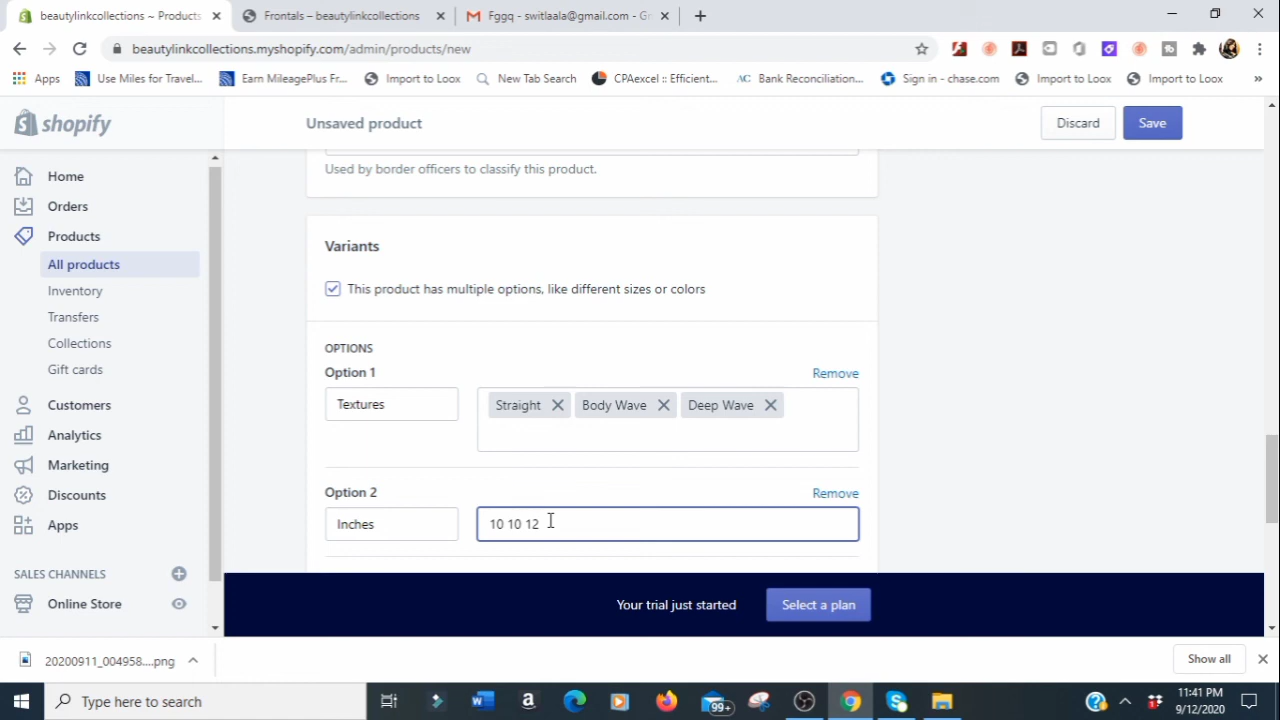 beautylinkcollections ~ Products
Frontals – beautylinkcollections
Fggq - switlaala@gmail.com - Gr
beautylinkcollections.myshopify.com/admin/products/new
Apps
Use Miles for Travel...
Earn MileagePlus Fr...
Import to Loox
New Tab Search
CPAexcel :: Efficient...
Bank Reconciliation...
Sign in - chase.com
Import to Loox
Import to Loox
»
shopify
Unsaved product
Discard
Save
Home
Orders
Products
All products
Inventory
Transfers
Collections
Gift cards
Customers
Analytics
Marketing
Discounts
Apps
SALES CHANNELS
Online Store
Used by border officers to classify this product.
Variants
This product has multiple options, like different sizes or colors
OPTIONS
Option 1
Remove
Textures
Straight
Body Wave
Deep Wave
Option 2
Remove
Inches
10 10 12
Your trial just started
Select a plan
20200911_004958....png
Show all
Type here to search
99+
11:41 PM
9/12/2020